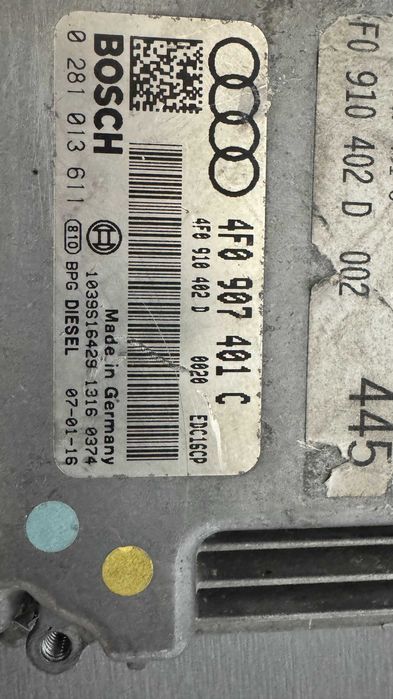 4F0 910 402 D 002
445
4F0 907 401 C
4F0 910 402 D 0020 EDC16CP
BOSCH
0 281 013 611
810 BPG DIESEL 07-01-16
Made in Germany
1039S16429 1316 0374